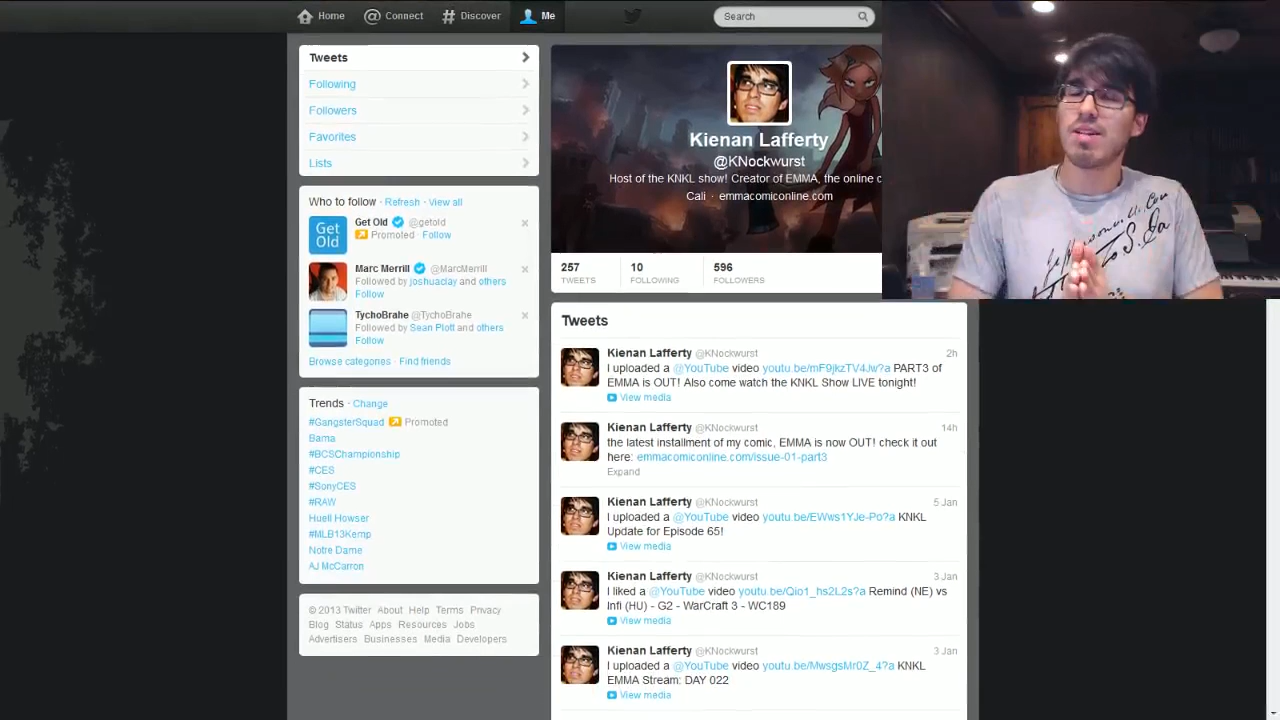 Home
Connect
Discover
Me
Search
Tweets
Following
Followers
Favorites
Lists
Who to follow · Refresh · View all
Get Old
Get Old @getold
Promoted · Follow
Marc Merrill @MarcMerrill
Followed by joshuaclay and others
Follow
TychoBrahe @TychoBrahe
Followed by Sean Plott and others
Follow
Browse categories · Find friends
Trends · Change
#GangsterSquad Promoted
Bama
#BCSChampionship
#CES
#SonyCES
#RAW
Huell Howser
#MLB13Kemp
Notre Dame
AJ McCarron
© 2013 Twitter About Help Terms Privacy
Blog Status Apps Resources Jobs
Advertisers Businesses Media Developers
Kienan Lafferty
@KNockwurst
Host of the KNKL show! Creator of EMMA, the online c
Cali · emmacomiconline.com
257
TWEETS
10
FOLLOWING
596
FOLLOWERS
Tweets
Kienan Lafferty @KNockwurst 2h
I uploaded a @YouTube video youtu.be/mF9jkzTV4Jw?a PART3 of
EMMA is OUT! Also come watch the KNKL Show LIVE tonight!
View media
Kienan Lafferty @KNockwurst 14h
the latest installment of my comic, EMMA is now OUT! check it out
here: emmacomiconline.com/issue-01-part3
Expand
Kienan Lafferty @KNockwurst 5 Jan
I uploaded a @YouTube video youtu.be/EWws1YJe-Po?a KNKL
Update for Episode 65!
View media
Kienan Lafferty @KNockwurst 3 Jan
I liked a @YouTube video youtu.be/Qio1_hs2L2s?a Remind (NE) vs
Infi (HU) - G2 - WarCraft 3 - WC189
View media
Kienan Lafferty @KNockwurst 3 Jan
I uploaded a @YouTube video youtu.be/MwsgsMr0Z_4?a KNKL
EMMA Stream: DAY 022
View media